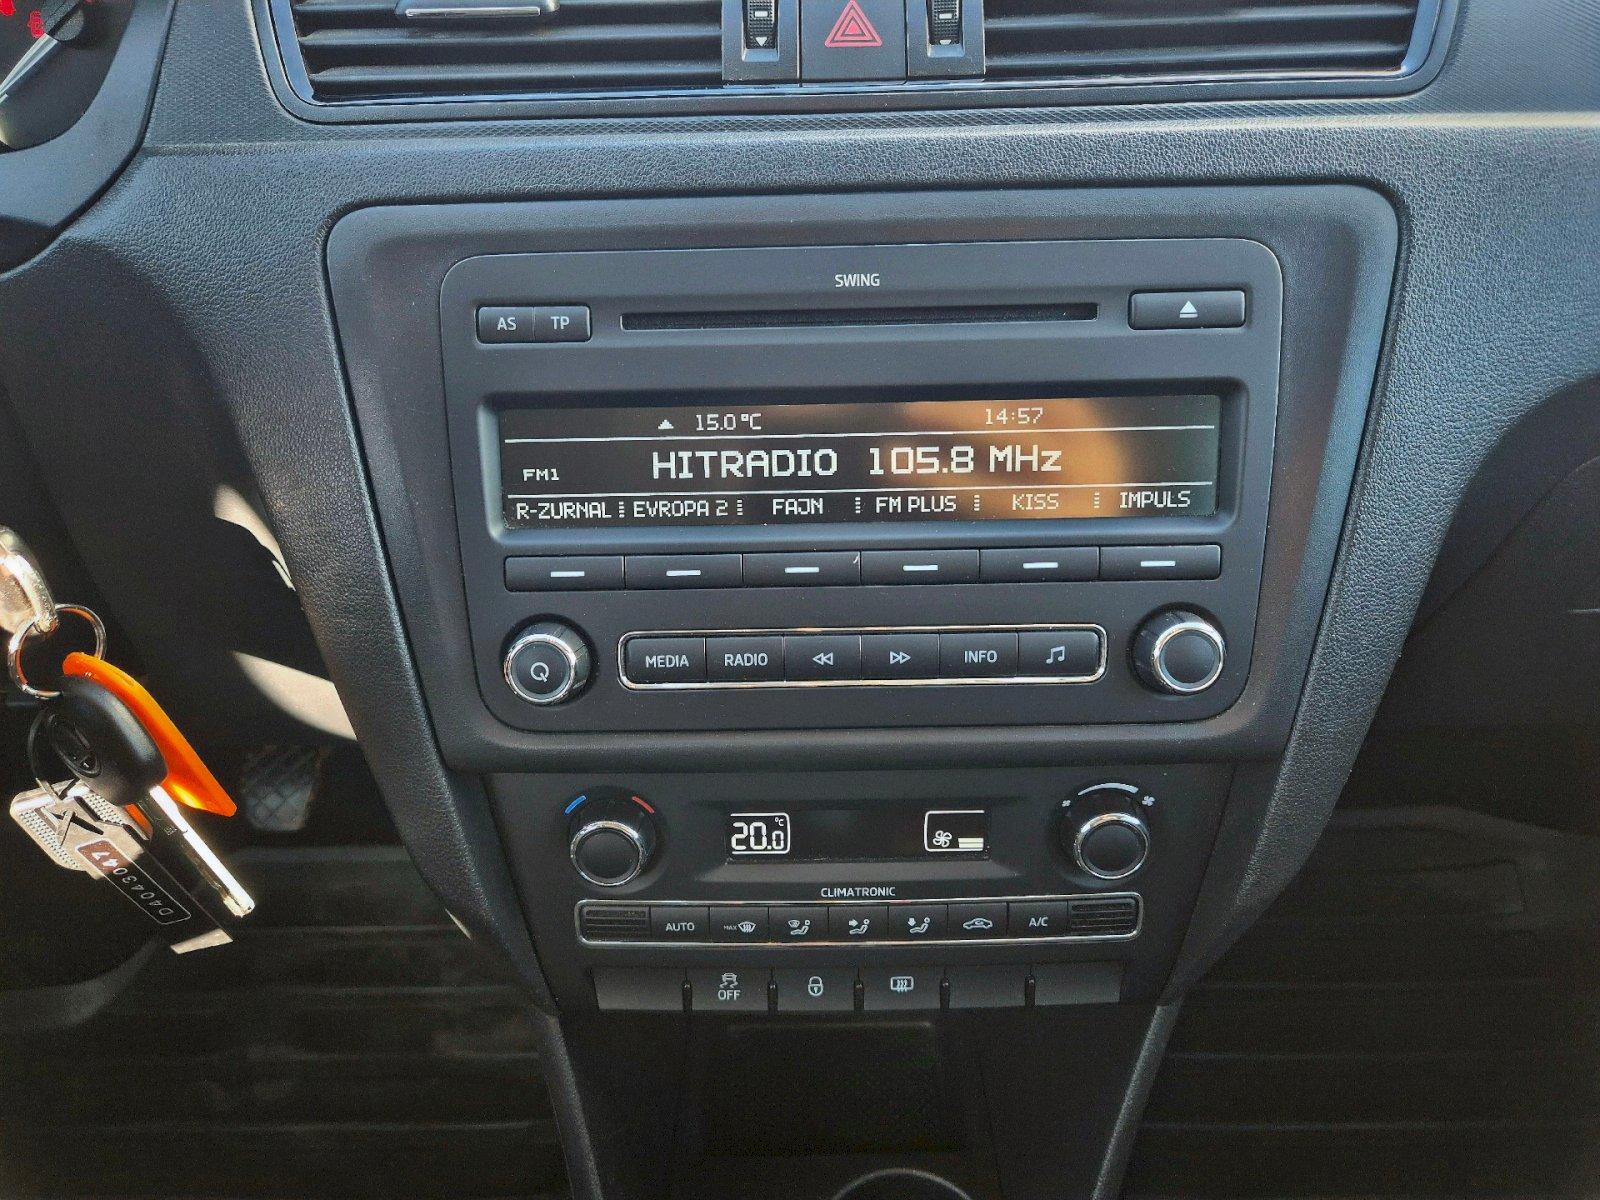 SWING
AS TP
15.0°C 14:57
FM1 HITRADIO 105.8 MHz
R-ZURNAL EVROPA 2 FAJN FM PLUS KISS IMPULS
Q MEDIA RADIO INFO
°C
20.0
CLIMATRONIC
AUTO MAX A/C
OFF
D4043047